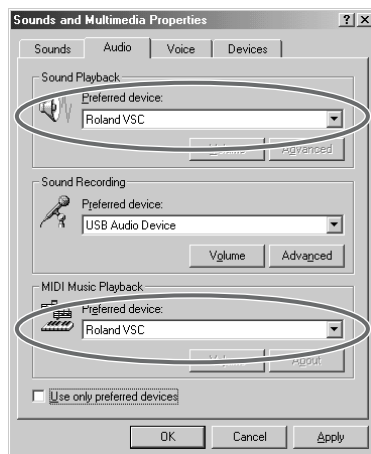 Sounds and Multimedia Properties
Sounds Audio Voice Devices
Sound Playback
Preferred device:
Roland VSC
Volume Advanced
Sound Recording
Preferred device:
USB Audio Device
Volume Advanced
MIDI Music Playback
Preferred device:
Roland VSC
Volume About
Use only preferred devices
OK Cancel Apply